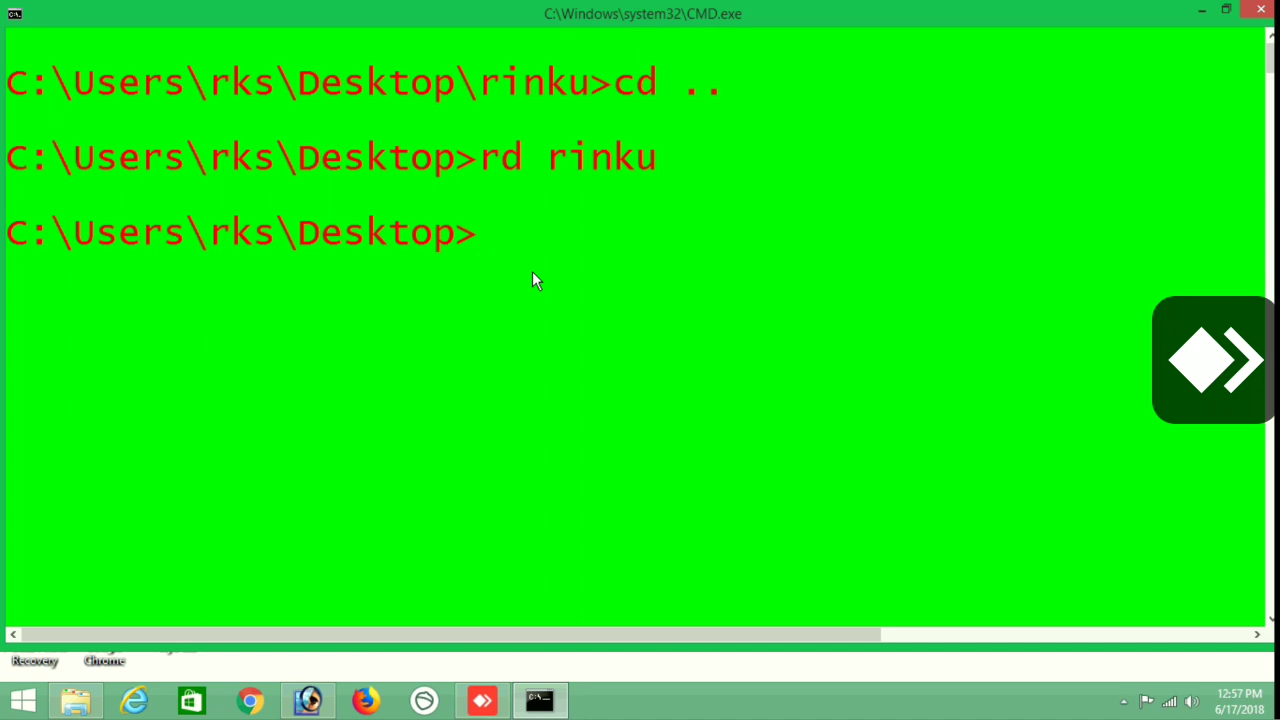 C:\Windows\system32\CMD.exe
C:\Users\rks\Desktop\rinku>cd ..
C:\Users\rks\Desktop>rd rinku
C:\Users\rks\Desktop>
Recovery Chrome
12:57 PM
6/17/2018